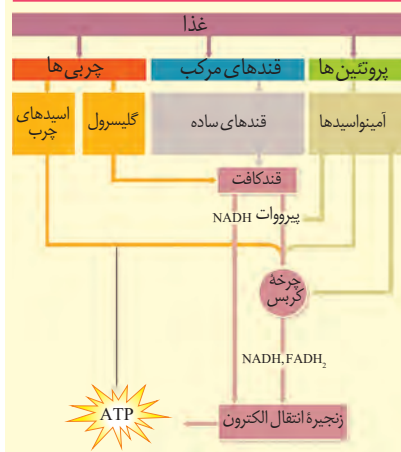 غذا
پروتئین ها
قندهای مرکب
چربی ها
آمینواسیدها
قندهای ساده
گلیسرول
اسیدهای
چرب
قندکافت
پیرووات NADH
چرخهٔ
کربس
NADH, FADH₂
زنجیرهٔ انتقال الکترون
ATP